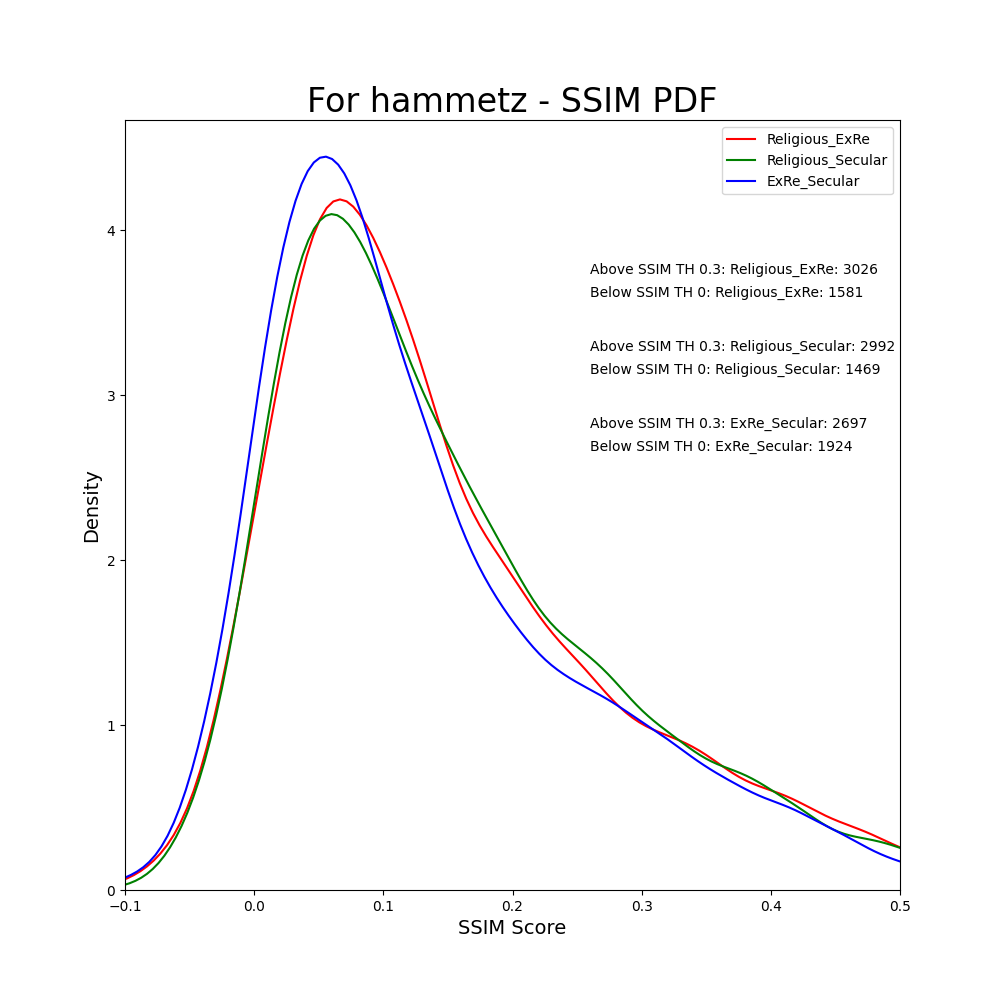 For hammetz - SSIM PDF
Religious_ExRe
Religious_Secular
ExRe_Secular
Above SSIM TH 0.3: Religious_ExRe: 3026
Below SSIM TH 0: Religious_ExRe: 1581
Above SSIM TH 0.3: Religious_Secular: 2992
Below SSIM TH 0: Religious_Secular: 1469
Above SSIM TH 0.3: ExRe_Secular: 2697
Below SSIM TH 0: ExRe_Secular: 1924
Density
4
3
2
1
0
−0.1 0.0 0.1 0.2 0.3 0.4 0.5
SSIM Score